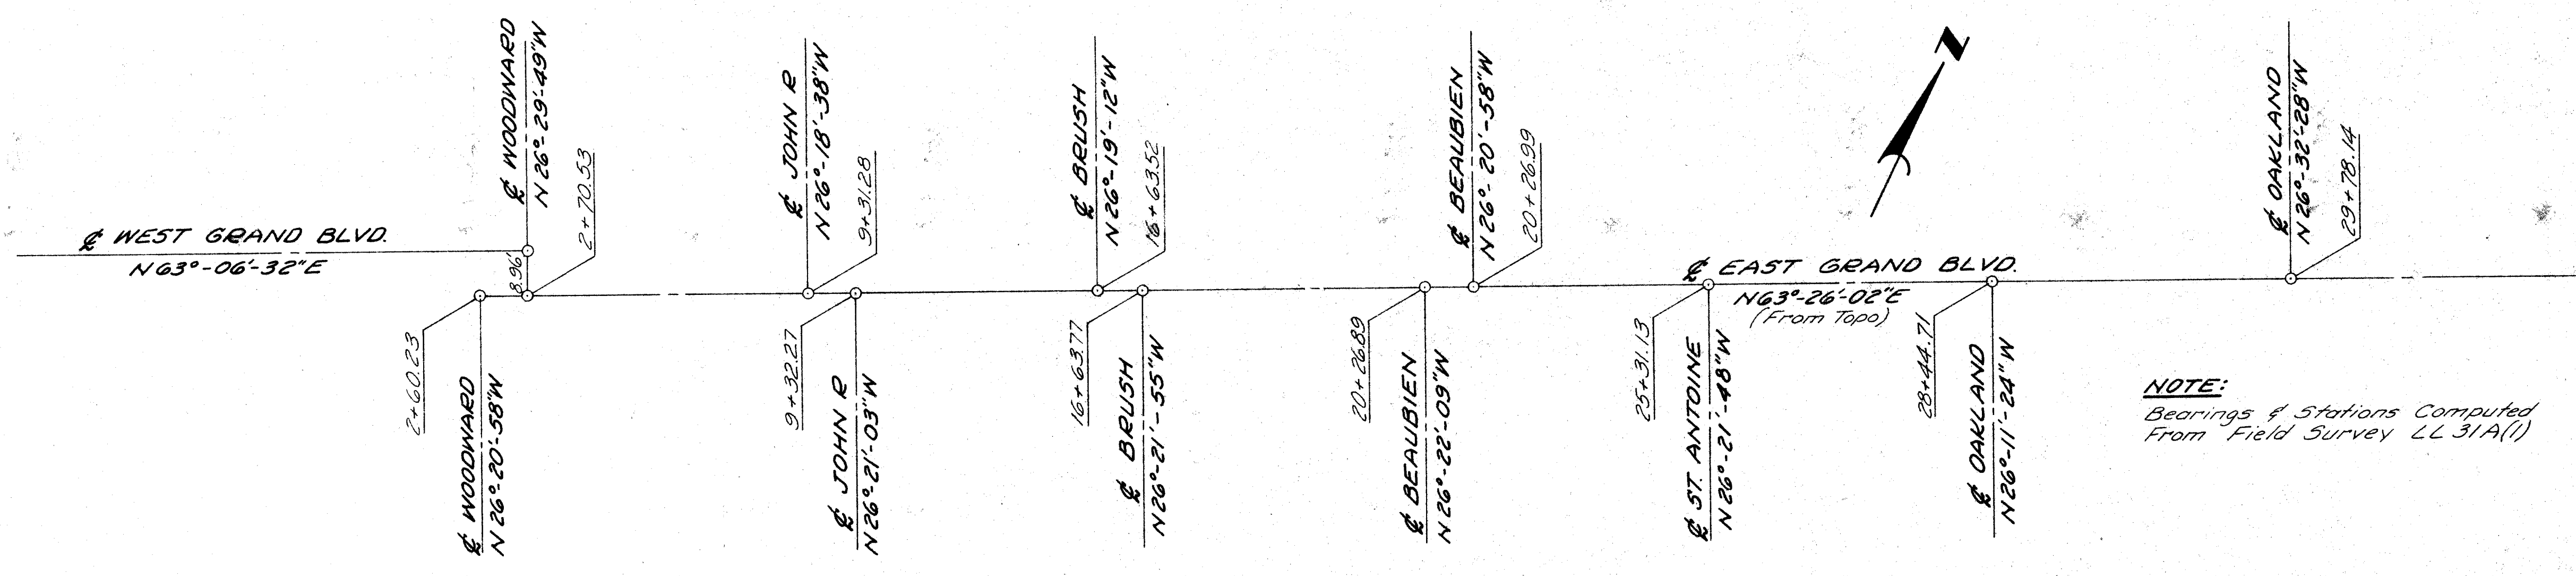 ℄ WEST GRAND BLVD.
N 63°-06'-32"E
℄ WOODWARD
N 26°-29'-49"W
2+70.53
8.96'
2+60.23
℄ WOODWARD
N 26°-20'-58"W
℄ JOHN R
N 26°-18'-38"W
9+31.28
9+32.27
℄ JOHN R
N 26°-21'-03"W
℄ BRUSH
N 26°-19'-12"W
16+63.52
16+63.77
℄ BRUSH
N 26°-21'-55"W
℄ BEAUBIEN
N 26°-20'-58"W
20+26.99
20+26.89
℄ BEAUBIEN
N 26°-22'-09"W
℄ EAST GRAND BLVD.
N 63°-26'-02"E
(From Topo)
25+31.13
℄ ST. ANTOINE
N 26°-21'-48"W
28+44.71
℄ OAKLAND
N 26°-11'-24"W
N
℄ OAKLAND
N 26°-32'-28"W
29+78.14
NOTE:
Bearings & Stations Computed
From Field Survey LL 31A(1)